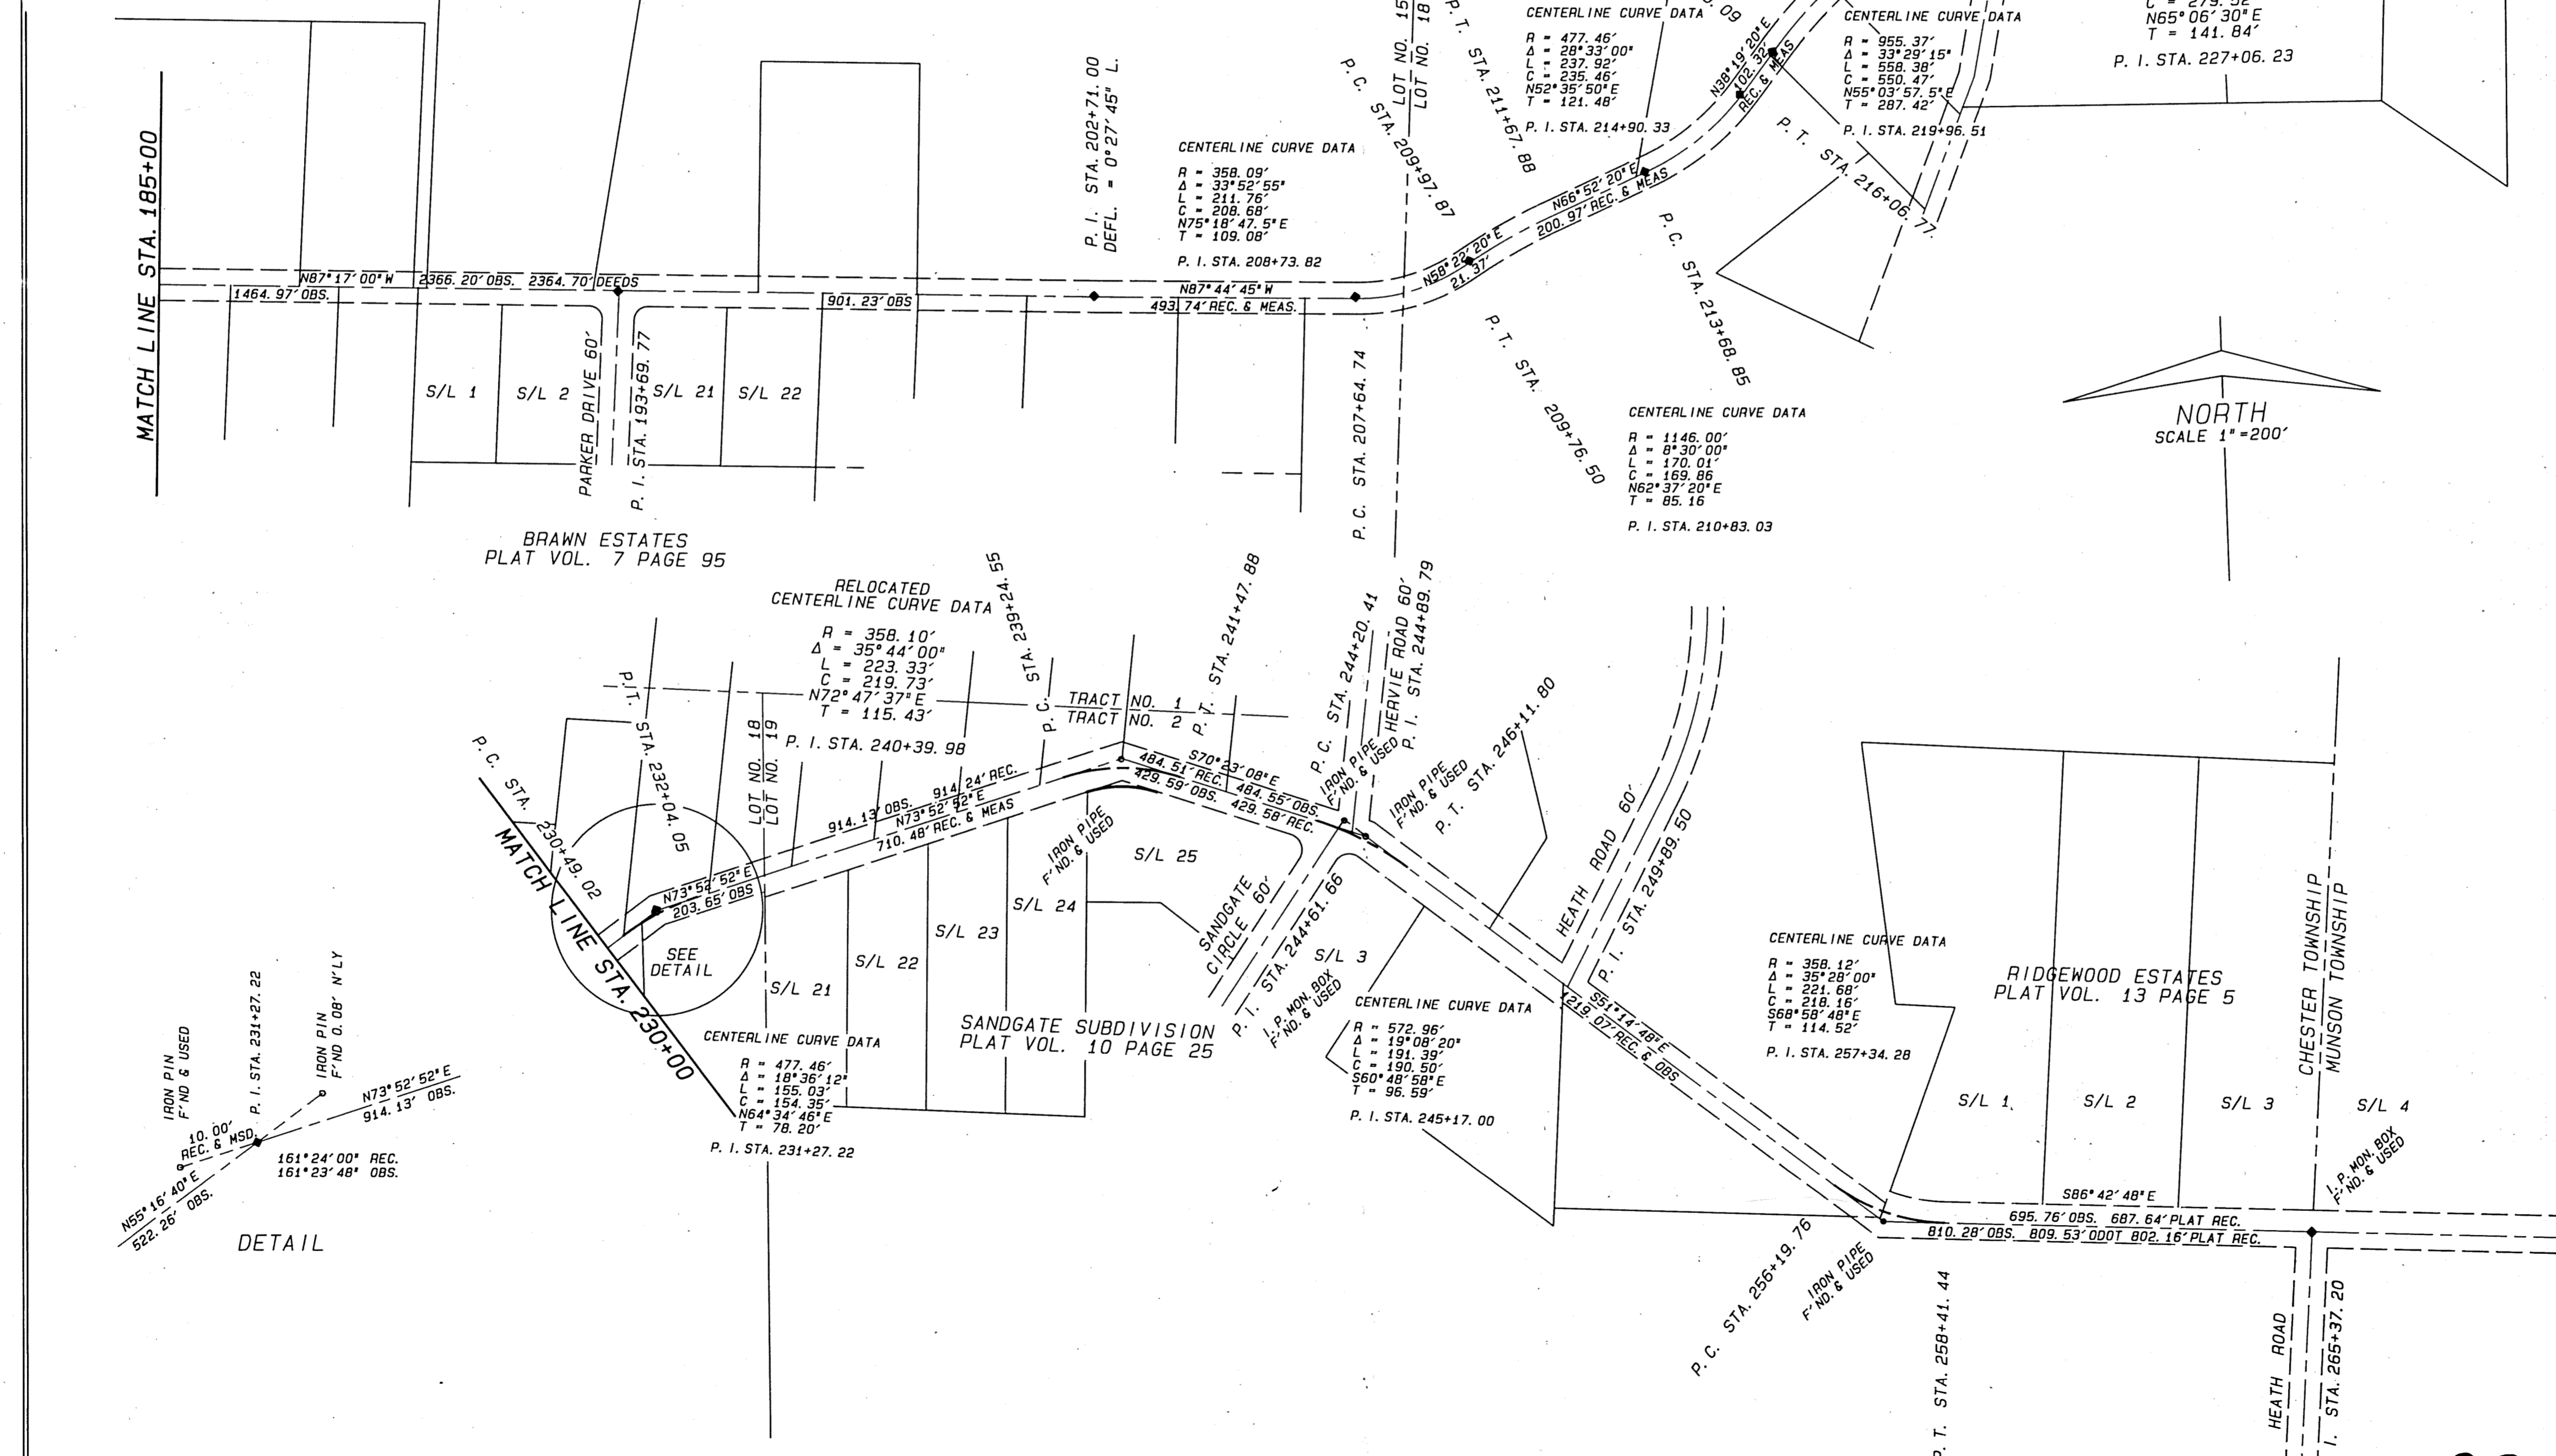 MATCH LINE STA. 185+00
N87°17'00"W 2366.20'OBS. 2364.70'DEEDS
1464.97'OBS.
901.23'OBS
S/L 1
S/L 2
PARKER DRIVE 60'
P. I. STA. 193+69.77
S/L 21
S/L 22
BRAWN ESTATES
PLAT VOL. 7 PAGE 95
P. I. STA. 202+71.00
DEFL. = 0°27'45" L.
CENTERLINE CURVE DATA
R = 358.09'
Δ = 33°52'55"
L = 211.76'
C = 208.68'
N75°18'47.5"E
T = 109.08'
P. I. STA. 208+73.82
N87°44'45"W
493.74'REC. & MEAS.
P. C. STA. 207+64.74
LOT NO. 15
LOT NO. 18
P. C. STA. 209+97.87
P. T. STA. 211+67.88
09
CENTERLINE CURVE DATA
R = 477.46'
Δ = 28°33'00"
L = 237.92'
C = 235.46'
N52°35'50"E
T = 121.48'
P. I. STA. 214+90.33
N38°19'20"E
102.32'
REC. & MEAS
CENTERLINE CURVE DATA
R = 955.37'
Δ = 33°29'15"
L = 558.38'
C = 550.47'
N55°03'57.5"E
T = 287.42'
P. I. STA. 219+96.51
C = 279.52'
N65°06'30"E
T = 141.84'
P. I. STA. 227+06.23
N58°22'20"E
21.37'
N66°52'20"E
200.97'REC. & MEAS
P. T. STA. 216+06.77
P. C. STA. 213+68.85
P. T. STA. 209+76.50
CENTERLINE CURVE DATA
R = 1146.00'
Δ = 8°30'00"
L = 170.01'
C = 169.86
N62°37'20"E
T = 85.16
P. I. STA. 210+83.03
NORTH
SCALE 1"=200'
RELOCATED
CENTERLINE CURVE DATA
R = 358.10'
Δ = 35°44'00"
L = 223.33'
C = 219.73'
N72°47'37"E
T = 115.43'
P. I. STA. 240+39.98
P. C. STA. 239+24.55
P. T. STA. 241+47.88
TRACT NO. 1
TRACT NO. 2
P. C. STA. 230+49.02
P. T. STA. 232+04.05
MATCH LINE STA. 230+00
LOT NO. 18
LOT NO. 19
914.13'OBS. 914.24'REC.
N73°52'52"E
710.48'REC. & MEAS
N73°52'52"E
203.65'OBS
SEE
DETAIL
S/L 21
S/L 22
S/L 23
S/L 24
S/L 25
IRON PIPE
F'ND. & USED
S70°23'08"E
484.51'REC. 484.55'OBS.
429.59'OBS. 429.58'REC.
P. C. STA. 244+20.41
HERVIE ROAD 60'
P. I. STA. 244+89.79
IRON PIPE
F'ND. & USED
IRON PIPE
F'ND. & USED
P. T. STA. 246+11.80
SANDGATE
CIRCLE 60'
P. I. STA. 244+61.66
I. P. MON. BOX
F'ND. & USED
S/L 3
SANDGATE SUBDIVISION
PLAT VOL. 10 PAGE 25
CENTERLINE CURVE DATA
R = 477.46'
Δ = 18°36'12"
L = 155.03'
C = 154.35'
N64°34'46"E
T = 78.20'
P. I. STA. 231+27.22
CENTERLINE CURVE DATA
R = 572.96'
Δ = 19°08'20"
L = 191.39'
C = 190.50'
S60°48'58"E
T = 96.59'
P. I. STA. 245+17.00
HEATH ROAD 60'
P. I. STA. 249+89.50
S51°14'48"E
1219.07'REC. & OBS
CENTERLINE CURVE DATA
R = 358.12'
Δ = 35°28'00"
L = 221.68'
C = 218.16'
S68°58'48"E
T = 114.52'
P. I. STA. 257+34.28
RIDGEWOOD ESTATES
PLAT VOL. 13 PAGE 5
CHESTER TOWNSHIP
MUNSON TOWNSHIP
S/L 1
S/L 2
S/L 3
S/L 4
I. P. MON. BOX
F'ND. & USED
S86°42'48"E
695.76'OBS. 687.64'PLAT REC.
810.28'OBS. 809.53'ODOT 802.16'PLAT REC.
P. C. STA. 256+19.76
IRON PIPE
F'ND. & USED
P. T. STA. 258+41.44
HEATH ROAD
I. STA. 265+37.20
IRON PIN
F'ND & USED
P. I. STA. 231+27.22
IRON PIN
F'ND 0.08' N'LY
N73°52'52"E
914.13' OBS.
10.00'
REC. & MSD.
161°24'00" REC.
161°23'48" OBS.
N55°16'40"E
522.26' OBS.
DETAIL